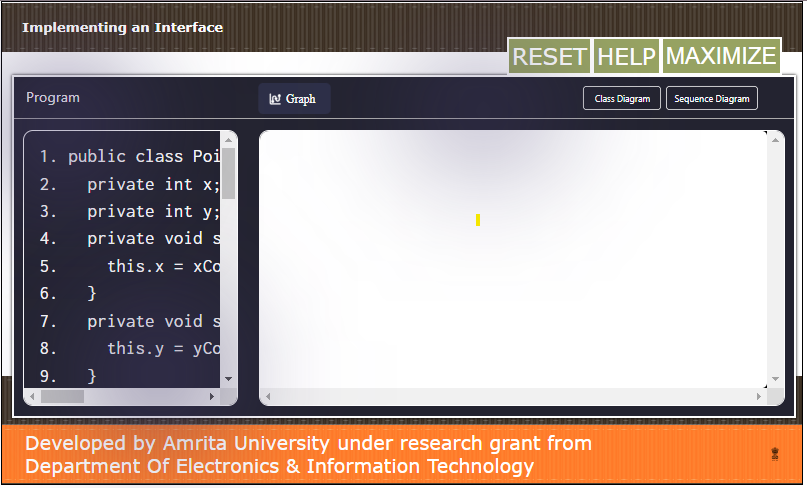 Implementing an Interface
RESET HELP MAXIMIZE
Program
Graph
Class Diagram
Sequence Diagram
1. public class Poi
2. private int x;
3. private int y;
4. private void s
5. this.x = xCo
6. }
7. private void s
8. this.y = yCo
9. }
Developed by Amrita University under research grant from
Department Of Electronics & Information Technology